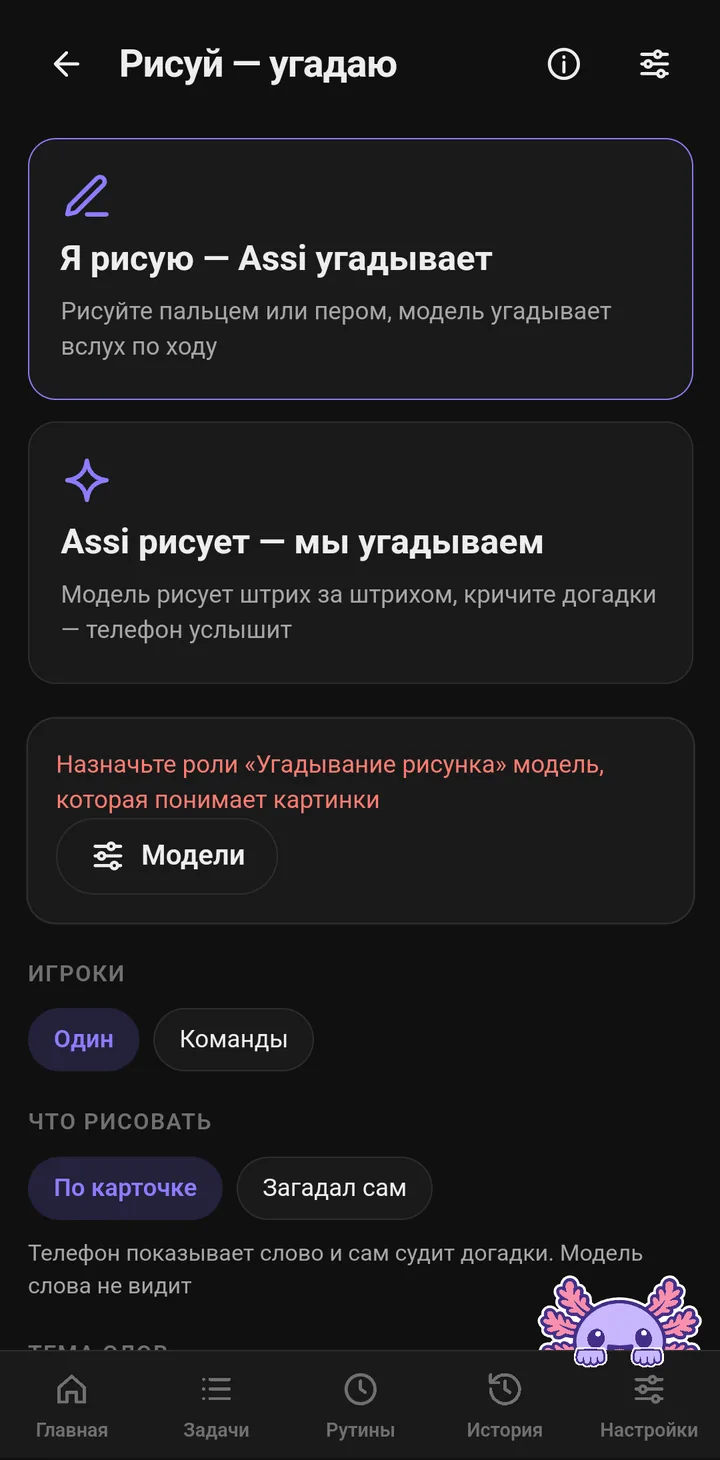 Рисуй — угадаю
Я рисую — Assi угадывает
Рисуйте пальцем или пером, модель угадывает
вслух по ходу
Assi рисует — мы угадываем
Модель рисует штрих за штрихом, кричите догадки
— телефон услышит
Назначьте роли «Угадывание рисунка» модель,
которая понимает картинки
Модели
ИГРОКИ
Один Команды
ЧТО РИСОВАТЬ
По карточке Загадал сам
Телефон показывает слово и сам судит догадки. Модель
слова не видит
Главная Задачи Рутины История Настройки